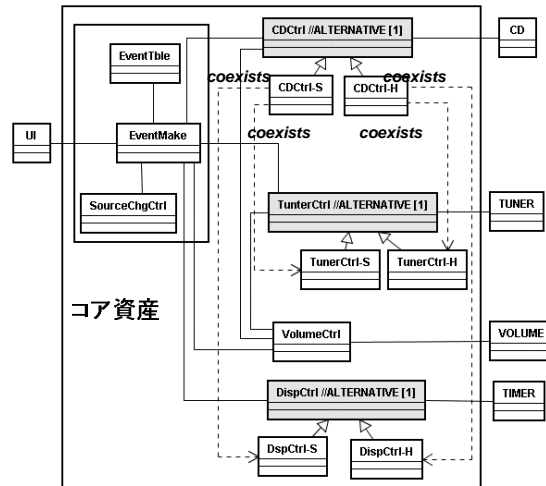 CDCtrl //ALTERNATIVE [1]
CD
EventTble
coexists
coexists
CDCtrl-S
CDCtrl-H
UI
EventMake
coexists
coexists
SourceChgCtrl
TunterCtrl //ALTERNATIVE [1]
TUNER
TunerCtrl-S
TunerCtrl-H
コア資産
VolumeCtrl
VOLUME
DispCtrl //ALTERNATIVE [1]
TIMER
DspCtrl-S
DispCtrl-H